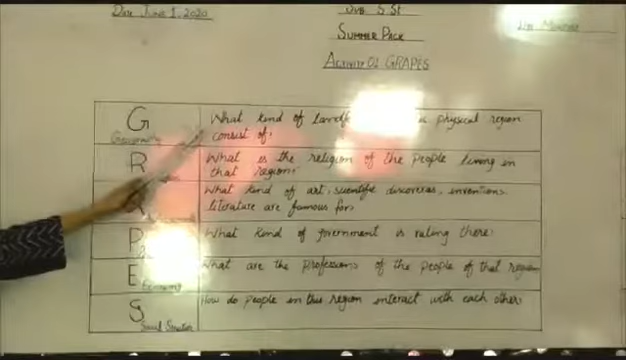 Date June 1, 2020
Sub S.St
Summer Pack
Activity 01 GRAPES
G
Geography
What kind of physical region
consist of.
R
What is the religion of the people living in
that region.
What kind of art, scientific discoveries, inventions
literature are famous for.
P
What kind of government is ruling there.
E
Economy
What are the professions of the people of that region
S
Social Structure
How do people in this region interact with each other